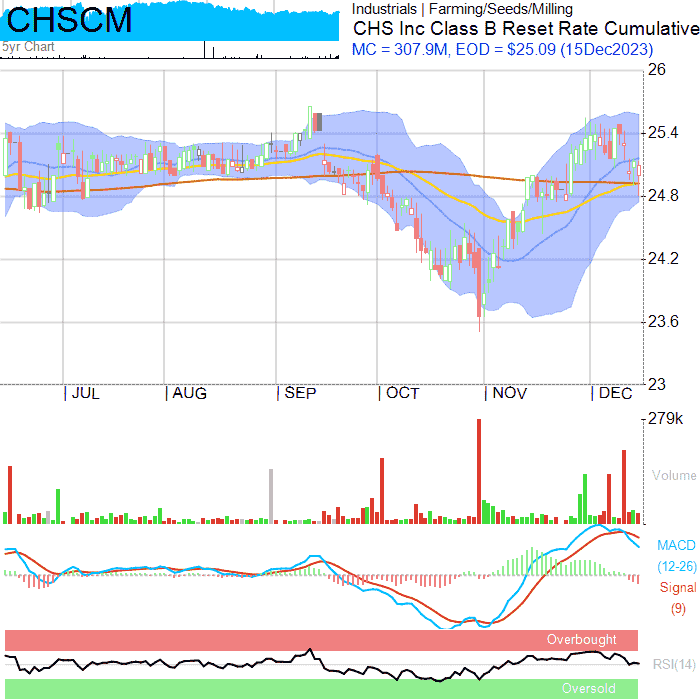 CHSCM
5yr Chart
Industrials | Farming/Seeds/Milling
CHS Inc Class B Reset Rate Cumulative
MC = 307.9M, EOD = $25.09 (15Dec2023)
26
25.4
24.8
24.2
23.6
23
| JUL | AUG | SEP | OCT | NOV | DEC
279k
Volume
MACD
(12-26)
Signal
(9)
Overbought
RSI(14)
Oversold